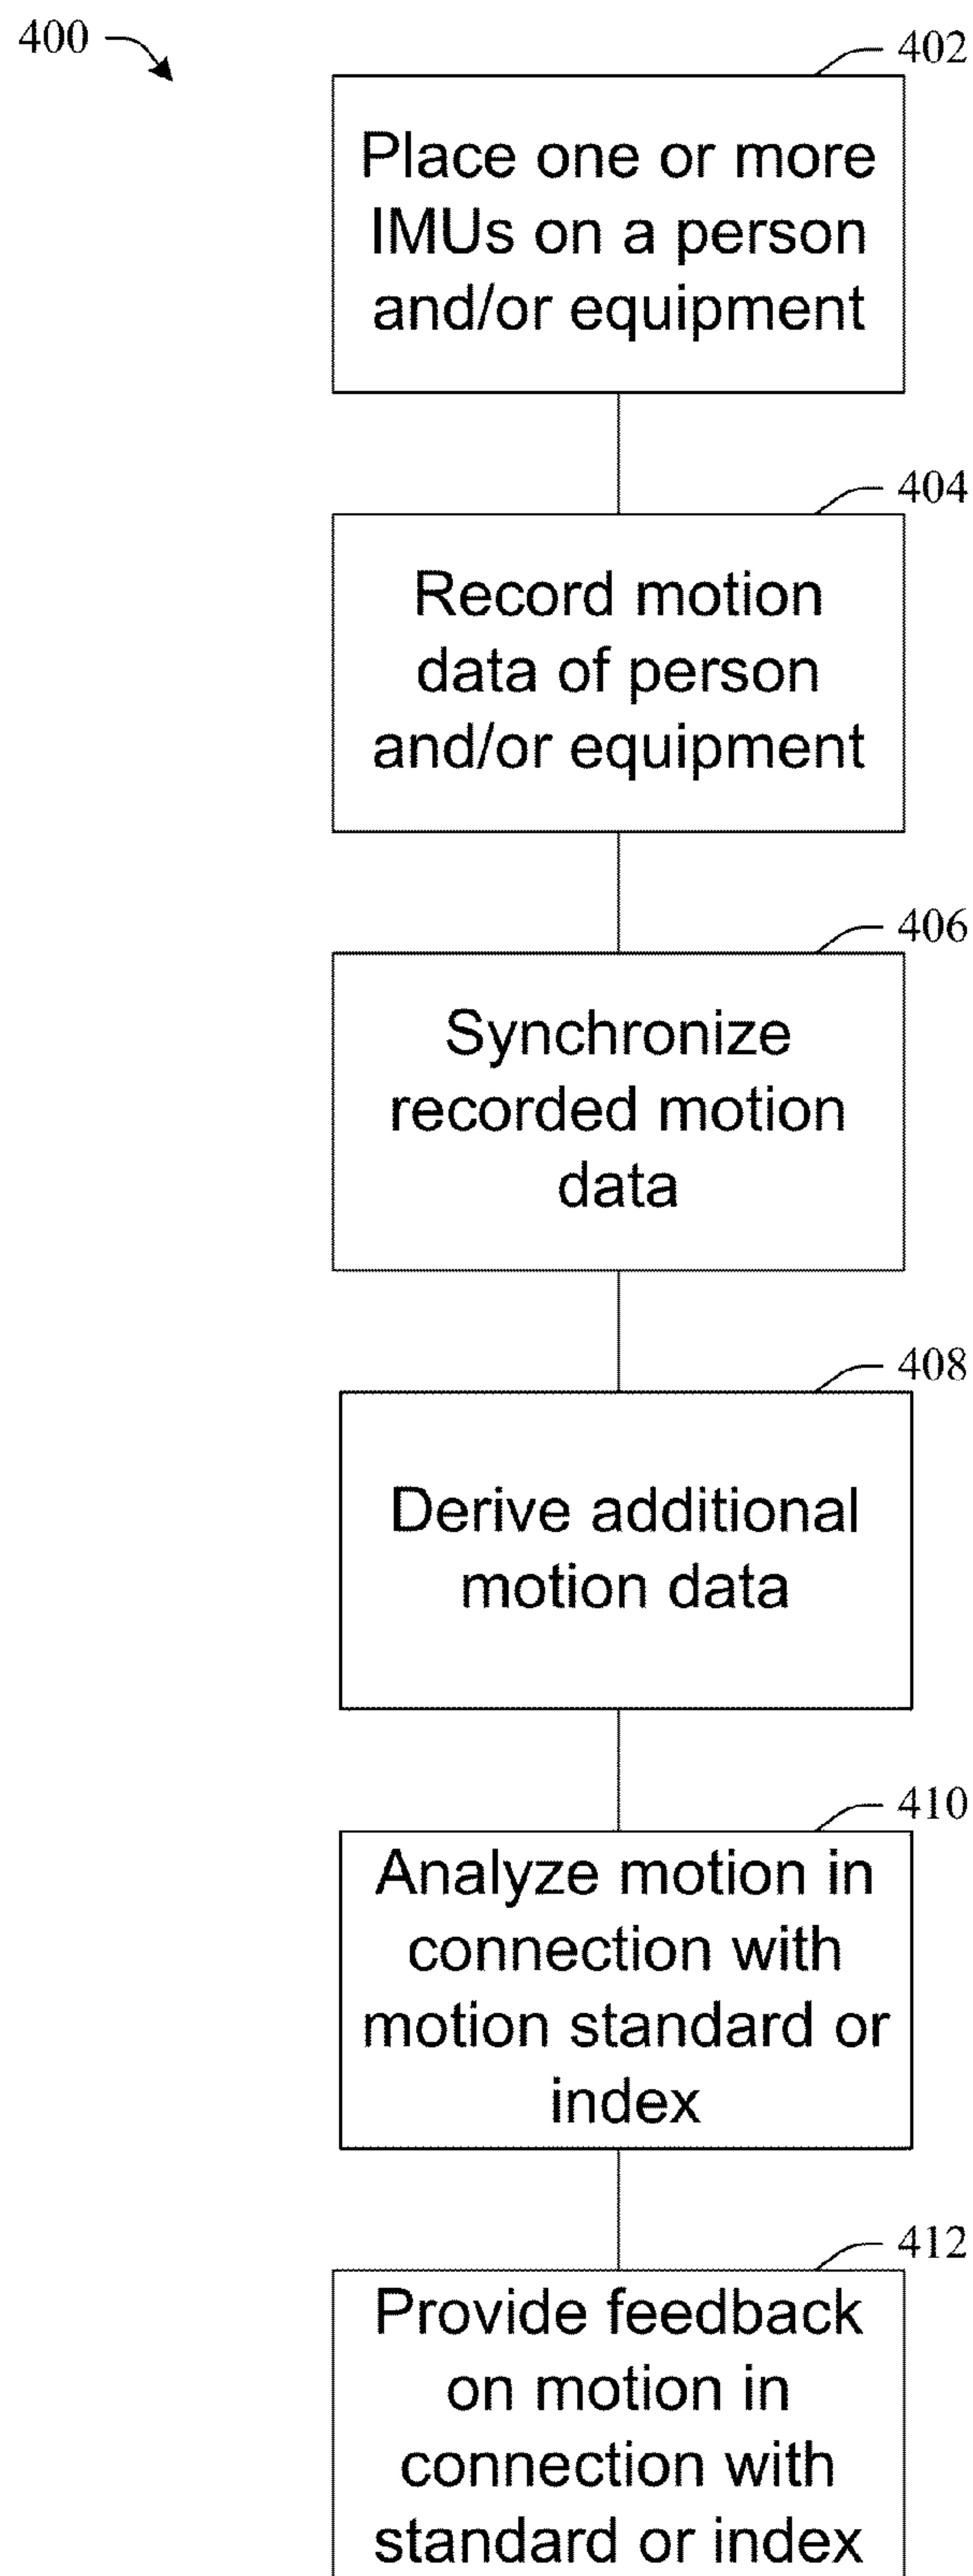 400
402
Place one or more
IMUs on a person
and/or equipment
404
Record motion
data of person
and/or equipment
406
Synchronize
recorded motion
data
408
Derive additional
motion data
410
Analyze motion in
connection with
motion standard or
index
412
Provide feedback
on motion in
connection with
standard or index